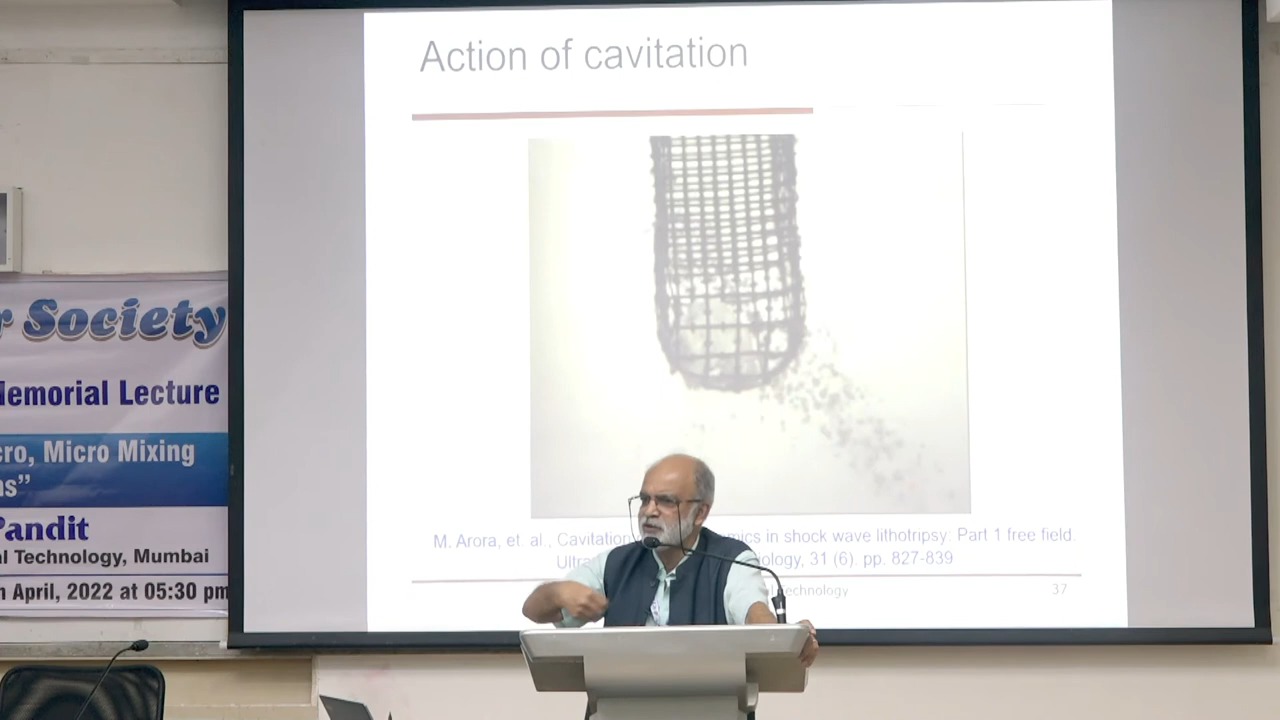 Action of cavitation
M. Arora, et. al., Cavitation mics in shock wave lithotripsy: Part 1 free field.
Ultra ology, 31 (6). pp. 827-839
technology
37
r Society
Memorial Lecture
cro, Micro Mixing
ns”
Pandit
al Technology, Mumbai
h April, 2022 at 05:30 pm